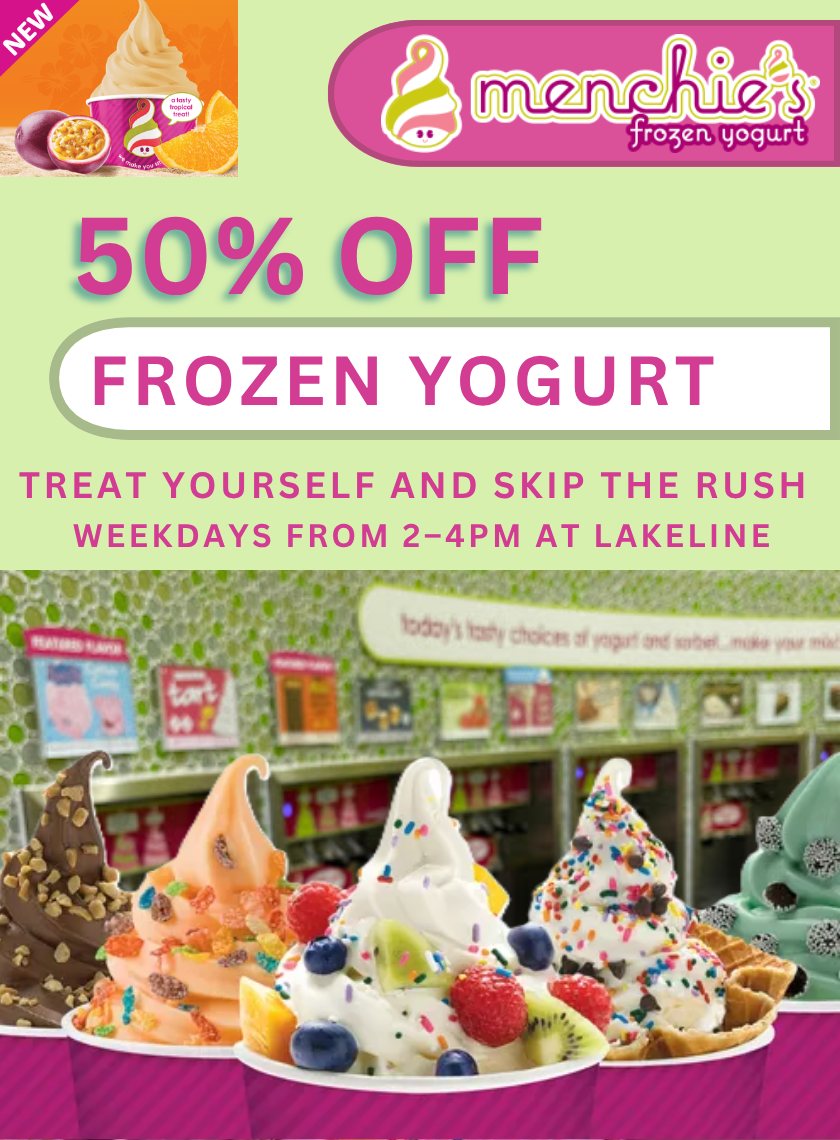 NEW
a tasty
tropical
treat!
menchie's
frozen yogurt
50% OFF
FROZEN YOGURT
TREAT YOURSELF AND SKIP THE RUSH
WEEKDAYS FROM 2–4PM AT LAKELINE
today's tasty choices of yogurt and sorbet...make your mix
FEATURED FLAVOR
tart
FEATURED FLAVOR